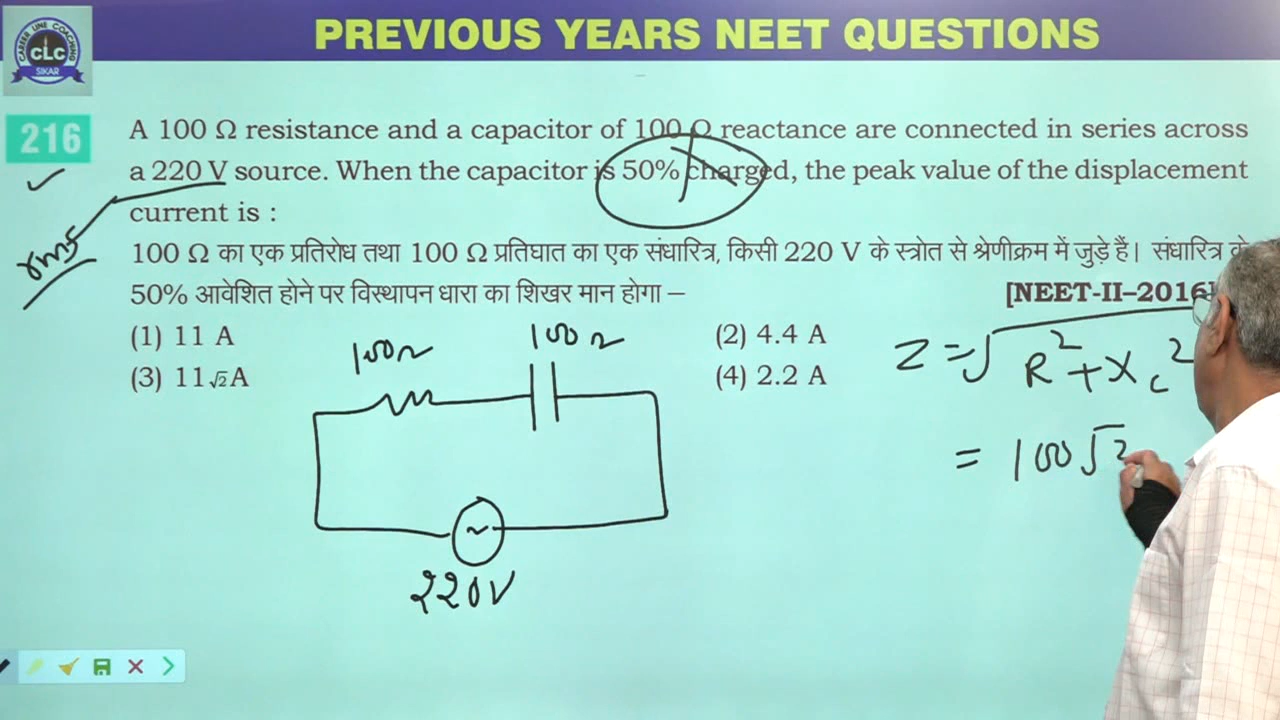 PREVIOUS YEARS NEET QUESTIONS
CAREER LINE COACHING
CLC
SIKAR
216
A 100 Ω resistance and a capacitor of 100 Ω reactance are connected in series across
a 220 V source. When the capacitor is 50% charged, the peak value of the displacement
current is :
rms
100 Ω का एक प्रतिरोध तथा 100 Ω प्रतिघात का एक संधारित्र, किसी 220 V के स्त्रोत से श्रेणीक्रम में जुड़े हैं। संधारित्र के
50% आवेशित होने पर विस्थापन धारा का शिखर मान होगा –
[NEET-II–2016]
(1) 11 A
(2) 4.4 A
(3) 11√2A
(4) 2.2 A
100Ω
100Ω
220V
Z = √R²+Xc²
= 100√2